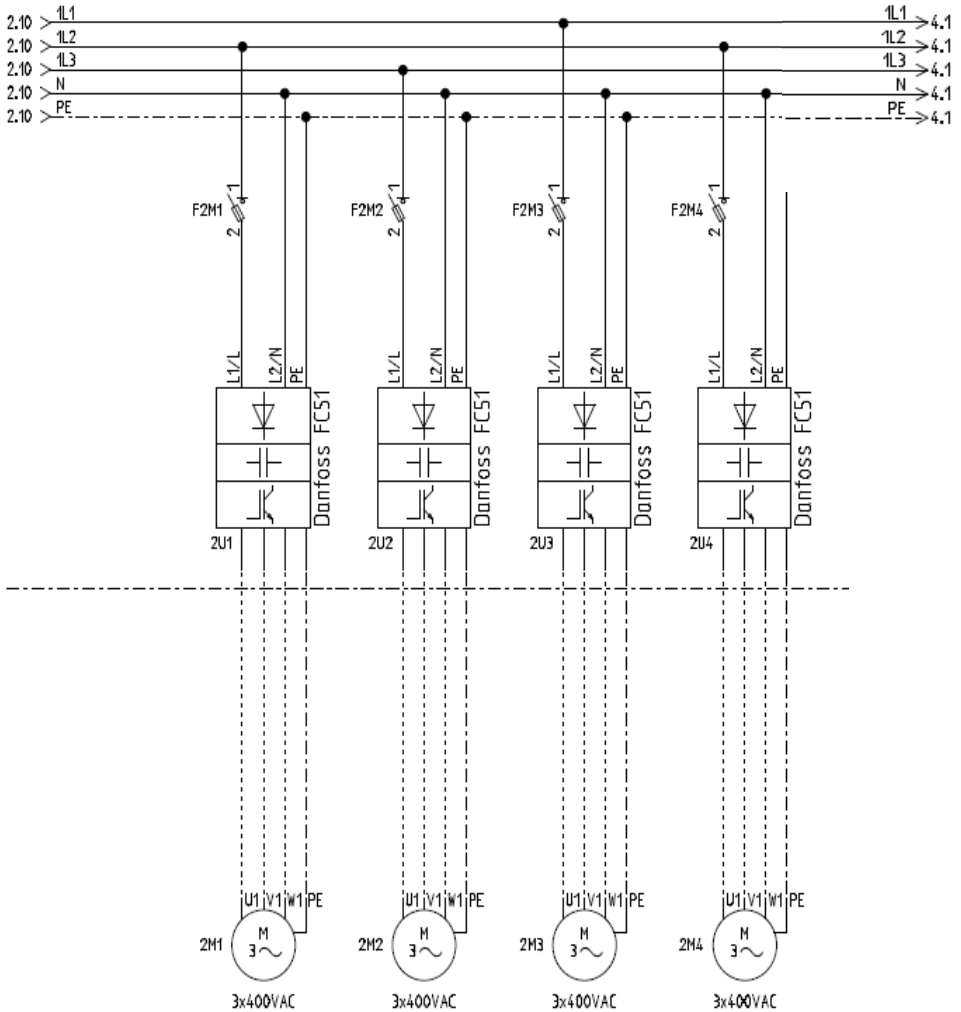 2.10 1L1 1L1 4.1
2.10 1L2 1L2 4.1
2.10 1L3 1L3 4.1
2.10 N N 4.1
2.10 PE PE 4.1
1 1 1 1
F2M1 F2M2 F2M3 F2M4
2 2 2 2
L1/L L2/N PE L1/L L2/N PE L1/L L2/N PE L1/L L2/N PE
Danfoss FC51 Danfoss FC51 Danfoss FC51 Danfoss FC51
2U1 2U2 2U3 2U4
U1 V1 W1 PE U1 V1 W1 PE U1 V1 W1 PE U1 V1 W1 PE
M M M M
2M1 3~ 2M2 3~ 2M3 3~ 2M4 3~
3x400VAC 3x400VAC 3x400VAC 3x400VAC